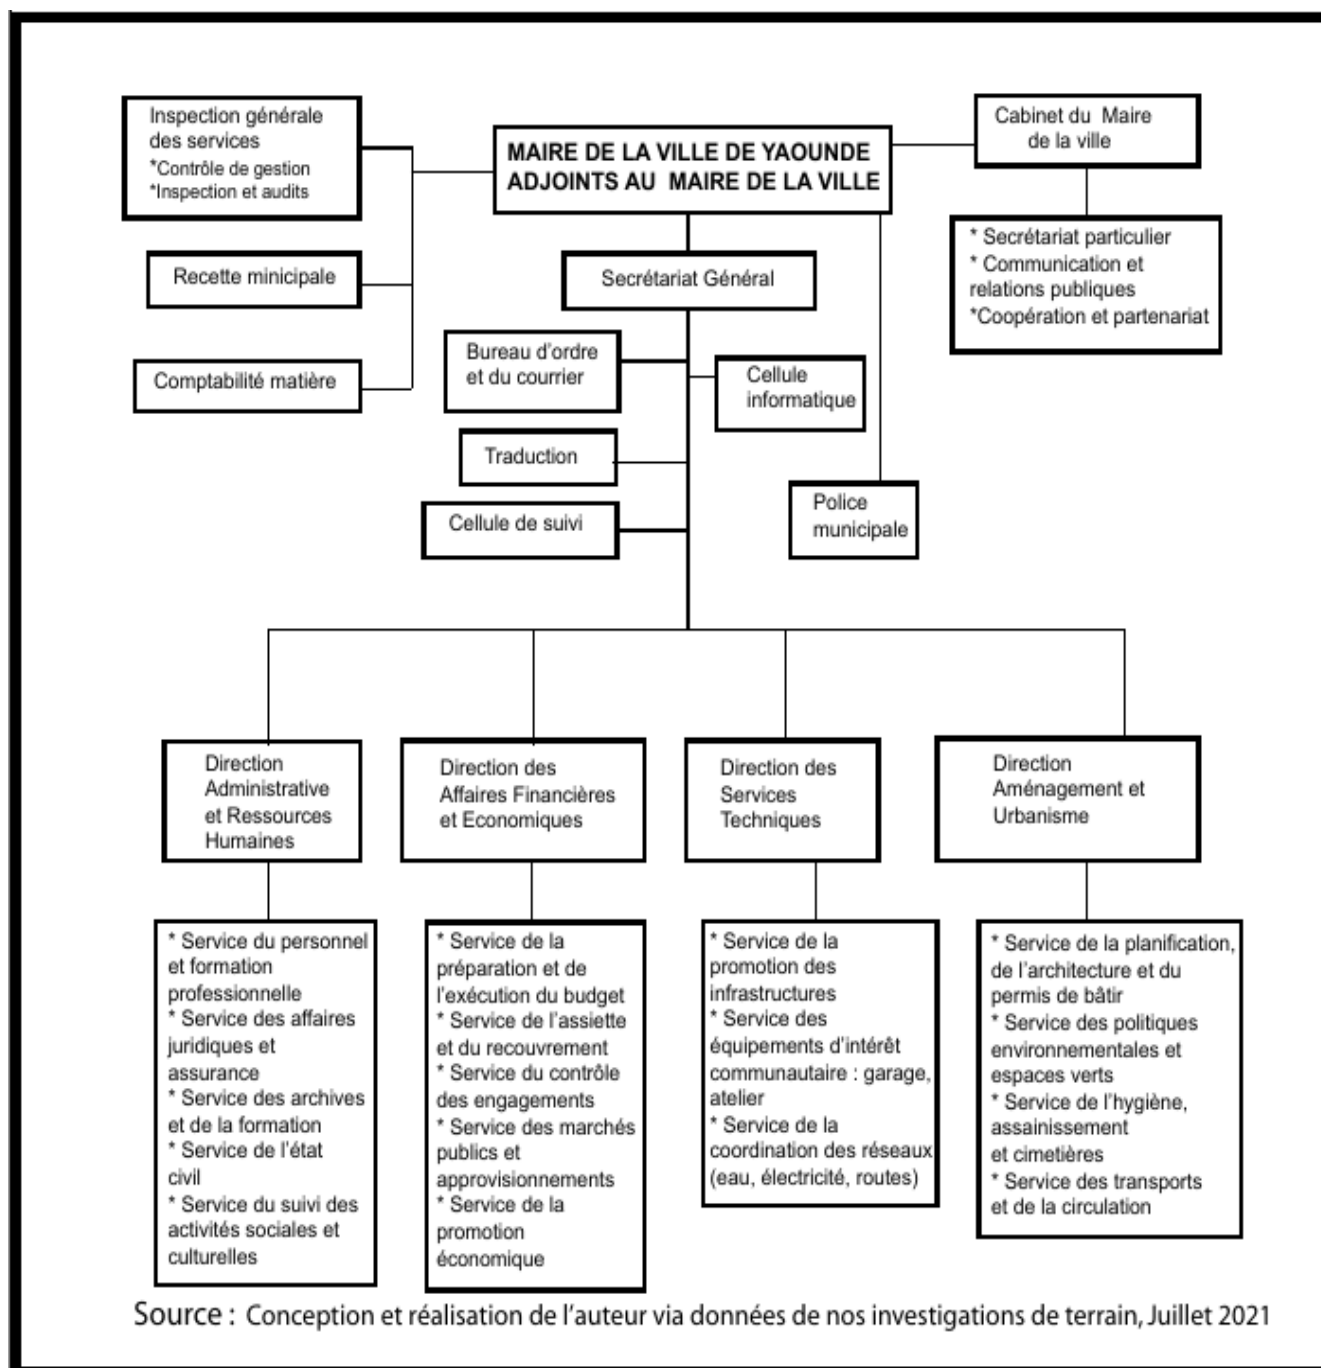 Inspection générale
des services
*Contrôle de gestion
*Inspection et audits
MAIRE DE LA VILLE DE YAOUNDE
ADJOINTS AU MAIRE DE LA VILLE
Cabinet du Maire
de la ville
* Secrétariat particulier
* Communication et
relations publiques
*Coopération et partenariat
Recette minicipale
Secrétariat Général
Comptabilité matière
Bureau d'ordre
et du courrier
Cellule
informatique
Traduction
Cellule de suivi
Police
municipale
Direction
Administrative
et Ressources
Humaines
Direction des
Affaires Financières
et Economiques
Direction des
Services
Techniques
Direction
Aménagement et
Urbanisme
* Service du personnel
et formation
professionnelle
* Service des affaires
juridiques et
assurance
* Service des archives
et de la formation
* Service de l'état
civil
* Service du suivi des
activités sociales et
culturelles
* Service de la
préparation et de
l'exécution du budget
* Service de l'assiette
et du recouvrement
* Service du contrôle
des engagements
* Service des marchés
publics et
approvisionnements
* Service de la
promotion
économique
* Service de la
promotion des
infrastructures
* Service des
équipements d'intérêt
communautaire : garage,
atelier
* Service de la
coordination des réseaux
(eau, électricité, routes)
* Service de la planification,
de l'architecture et du
permis de bâtir
* Service des politiques
environnementales et
espaces verts
* Service de l'hygiène,
assainissement
et cimetières
* Service des transports
et de la circulation
Source : Conception et réalisation de l'auteur via données de nos investigations de terrain, Juillet 2021